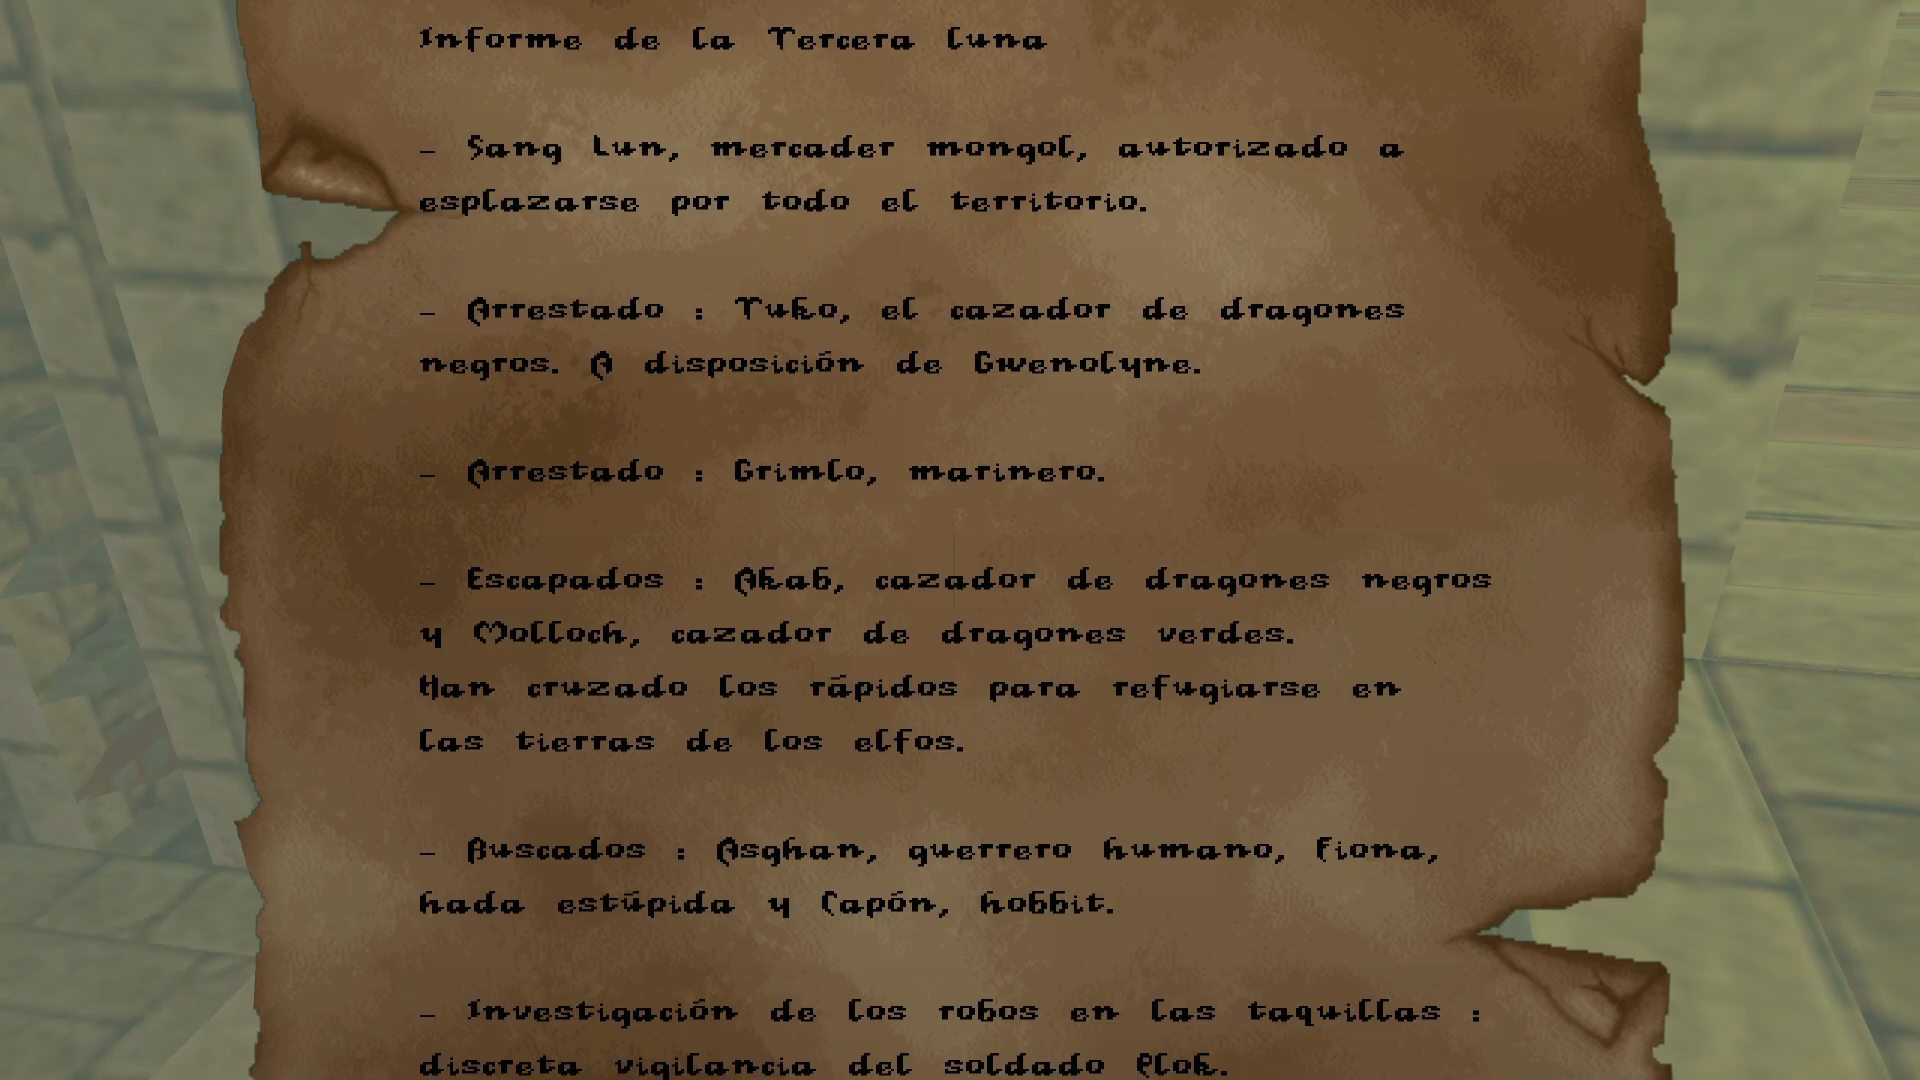 Informe de la Tercera Luna
- Sang Lun, mercader mongol, autorizado a
esplazarse por todo el territorio.
- Arrestado : Tuko, el cazador de dragones
negros. A disposición de Gwenolyne.
- Arrestado : Grimlo, marinero.
- Escapados : Akab, cazador de dragones negros
y Molloch, cazador de dragones verdes.
Han cruzado los rápidos para refugiarse en
las tierras de los elfos.
- Buscados : Asghan, guerrero humano, Fiona,
hada estúpida y Capón, hobbit.
- Investigación de los robos en las taquillas :
discreta vigilancia del soldado Plok.